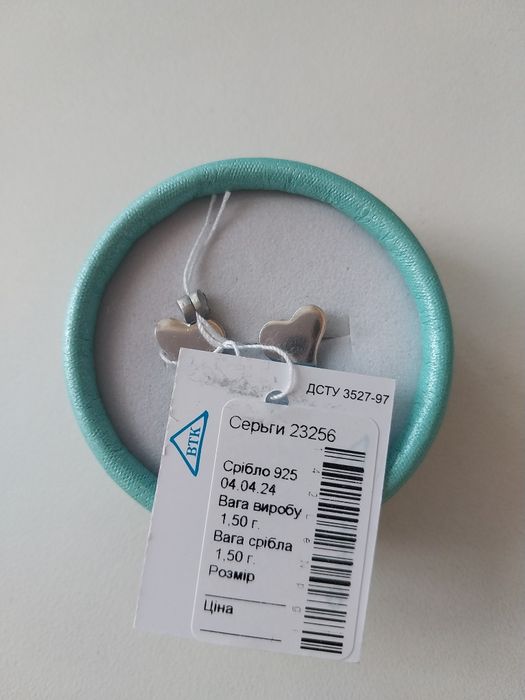 ДСТУ 3527-97
ВТК
Серьги 23256
Срібло 925
04.04.24
Вага виробу
1,50 г.
Вага срібла
1,50 г.
Розмір
Ціна